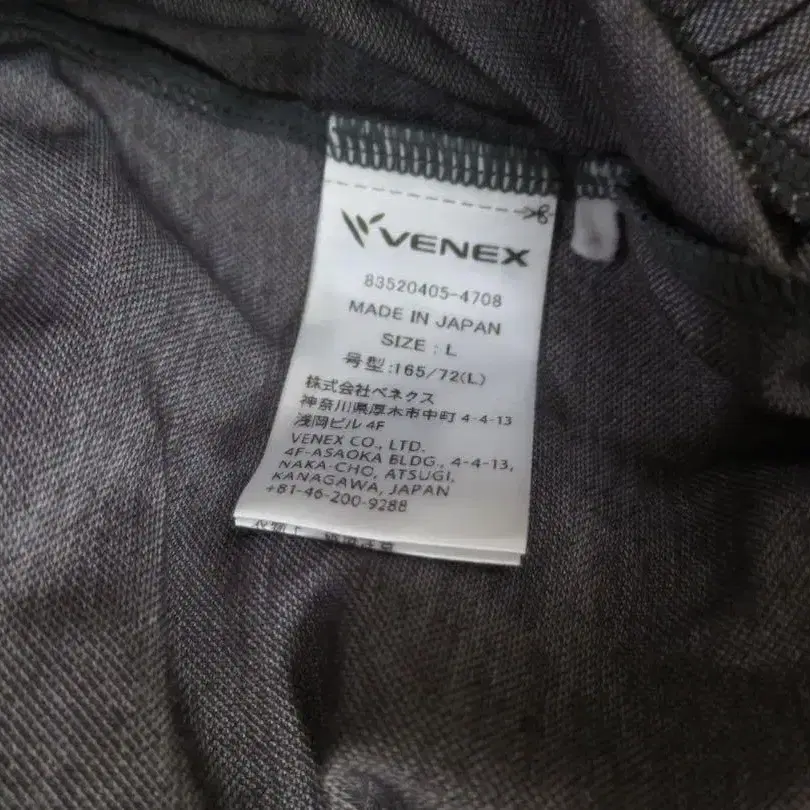 VENEX
83520405-4708
MADE IN JAPAN
SIZE : L
号型:165/72(L)
株式会社ベネクス
神奈川県厚木市中町 4-4-13
浅岡ビル 4F
VENEX CO., LTD.
4F-ASAOKA BLDG., 4-4-13,
NAKA-CHO, ATSUGI,
KANAGAWA, JAPAN
+81-46-200-9288